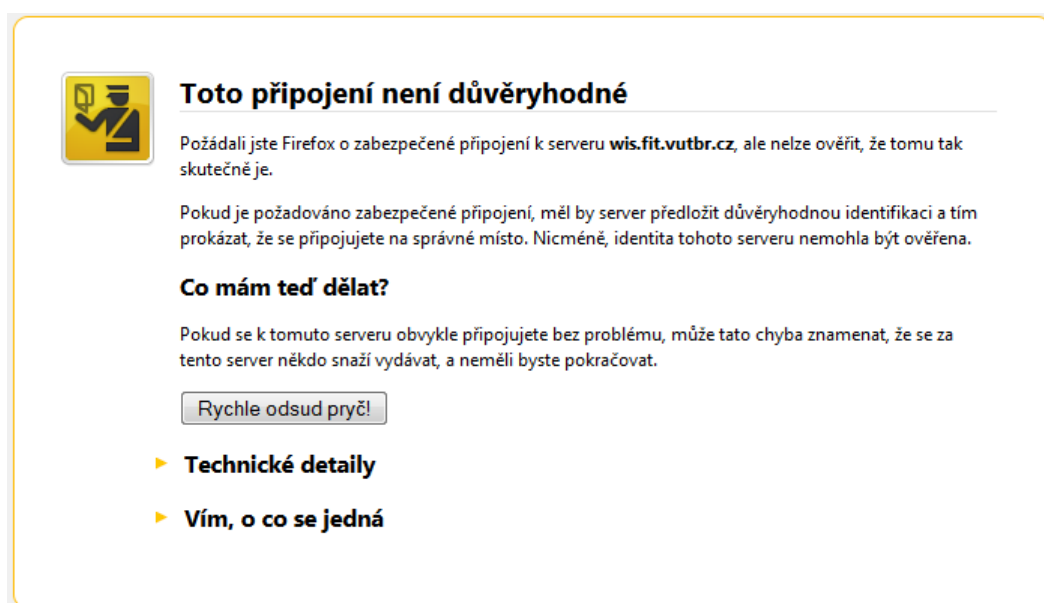 Toto připojení není důvěryhodné
Požádali jste Firefox o zabezpečené připojení k serveru wis.fit.vutbr.cz, ale nelze ověřit, že tomu tak
skutečně je.
Pokud je požadováno zabezpečené připojení, měl by server předložit důvěryhodnou identifikaci a tím
prokázat, že se připojujete na správné místo. Nicméně, identita tohoto serveru nemohla být ověřena.
Co mám teď dělat?
Pokud se k tomuto serveru obvykle připojujete bez problému, může tato chyba znamenat, že se za
tento server někdo snaží vydávat, a neměli byste pokračovat.
Rychle odsud pryč!
Technické detaily
Vím, o co se jedná